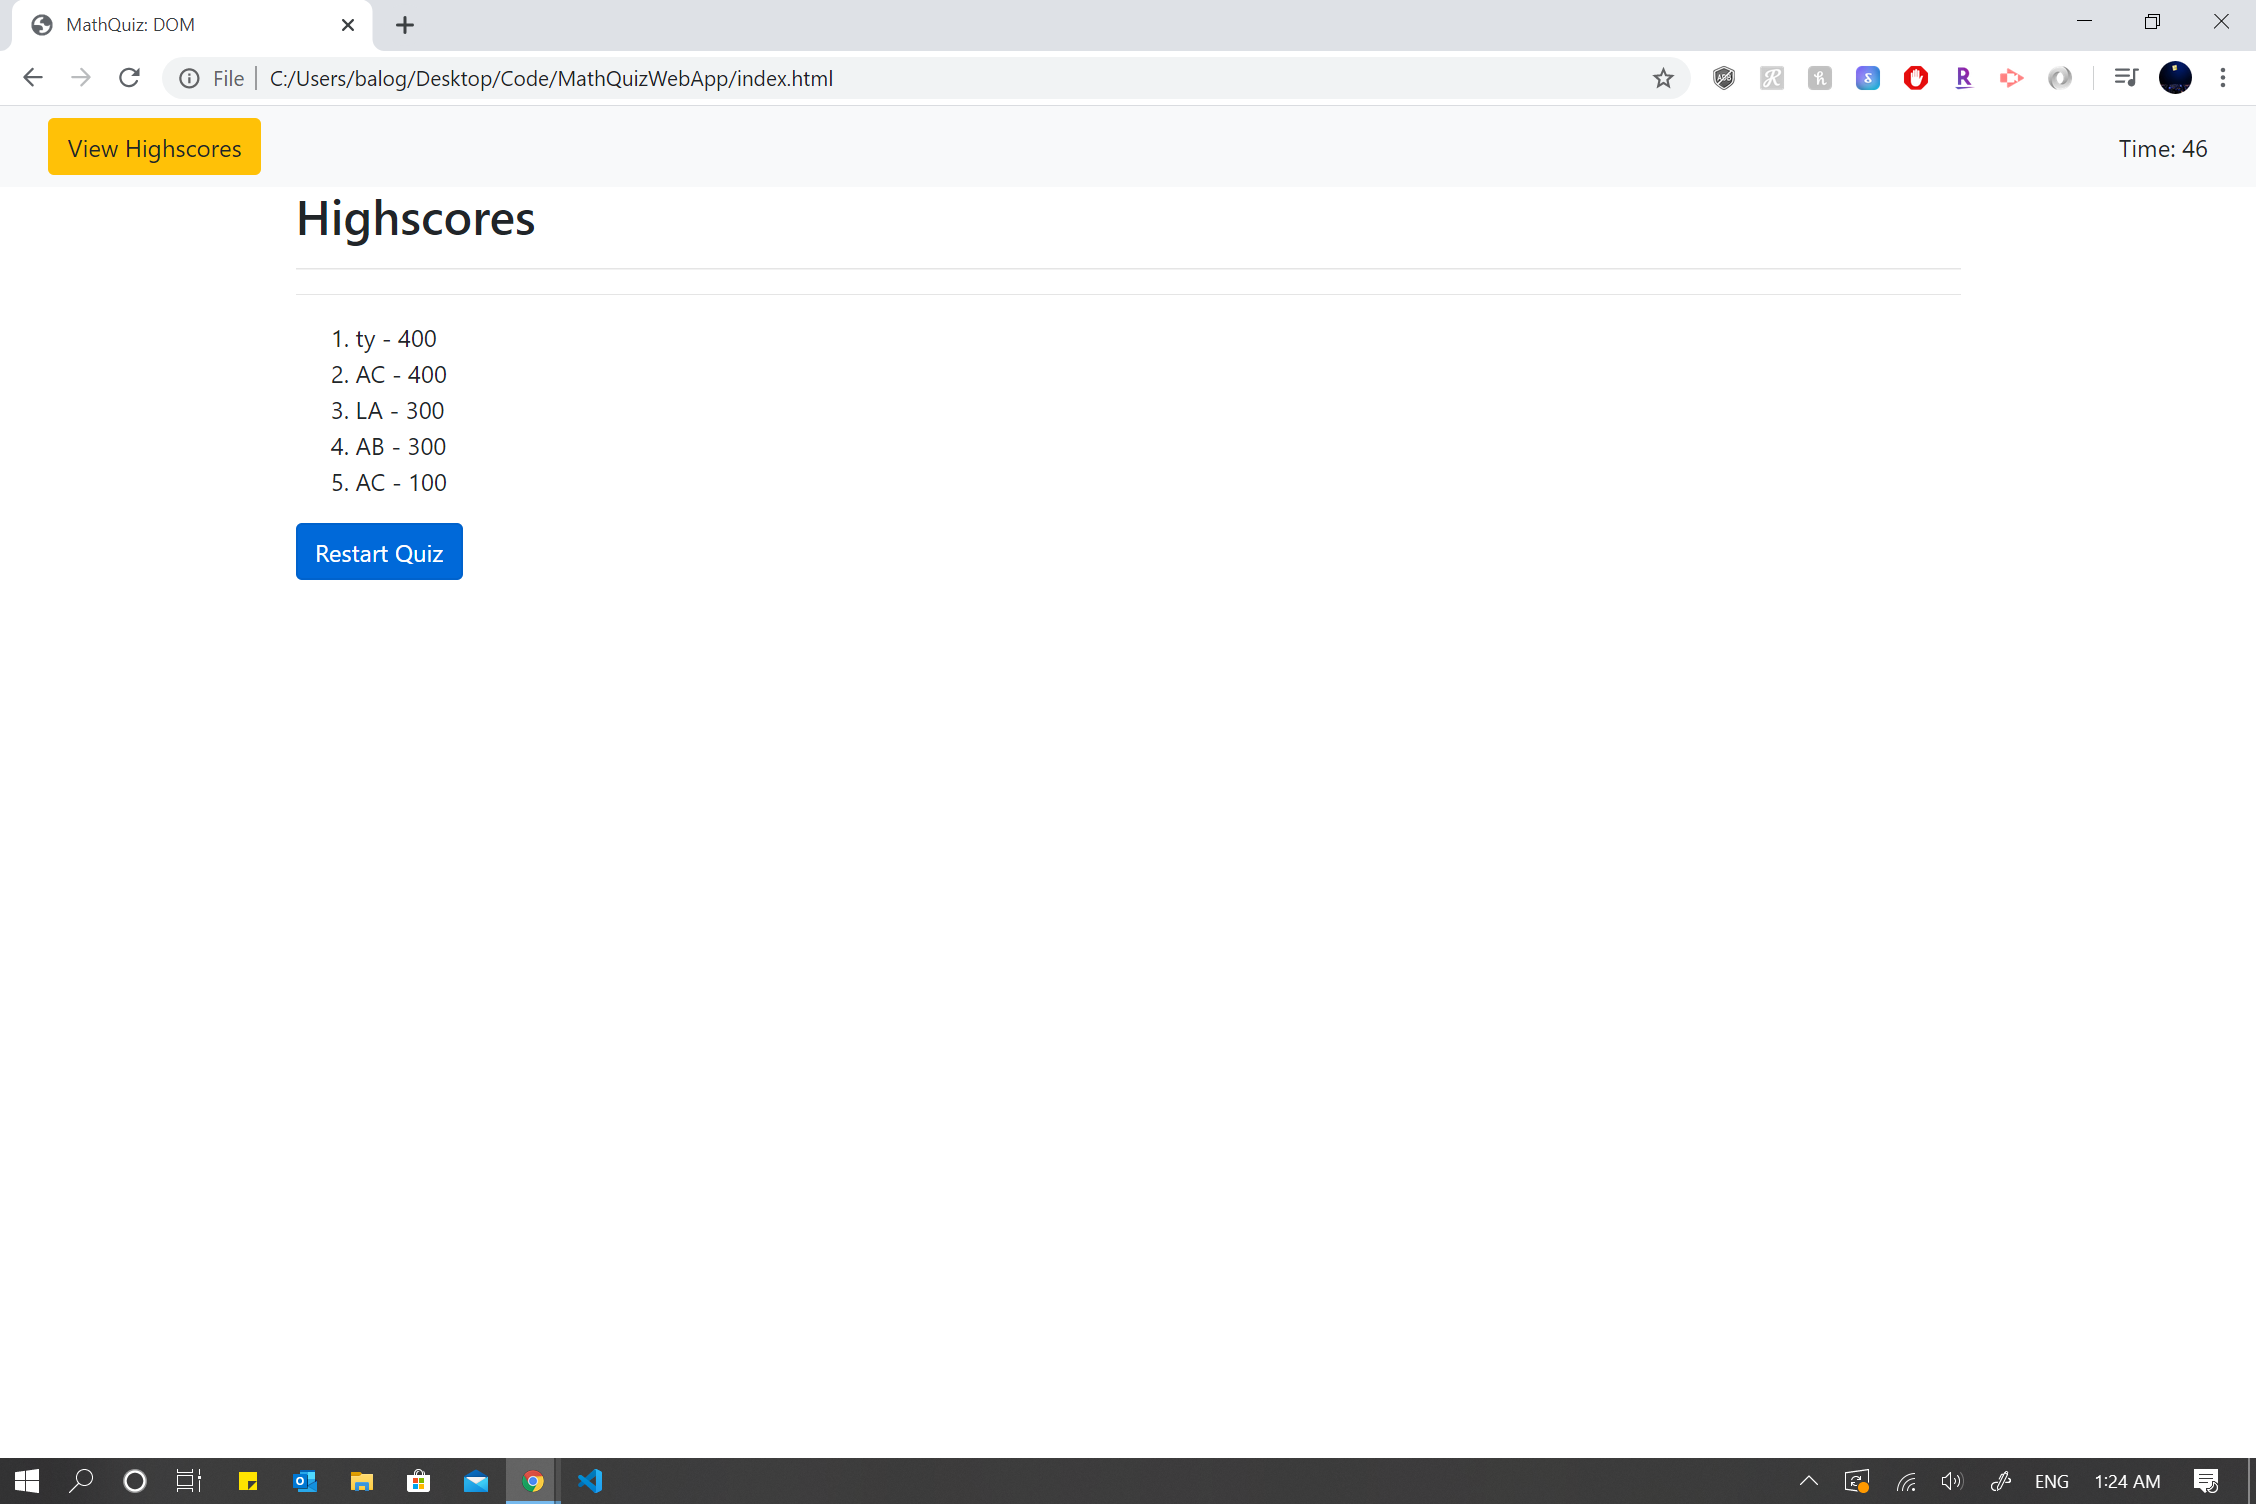 MathQuiz: DOM
File
C:/Users/balog/Desktop/Code/MathQuizWebApp/index.html
View Highscores
Time: 46
Highscores
1. ty - 400
2. AC - 400
3. LA - 300
4. AB - 300
5. AC - 100
Restart Quiz
ENG
1:24 AM